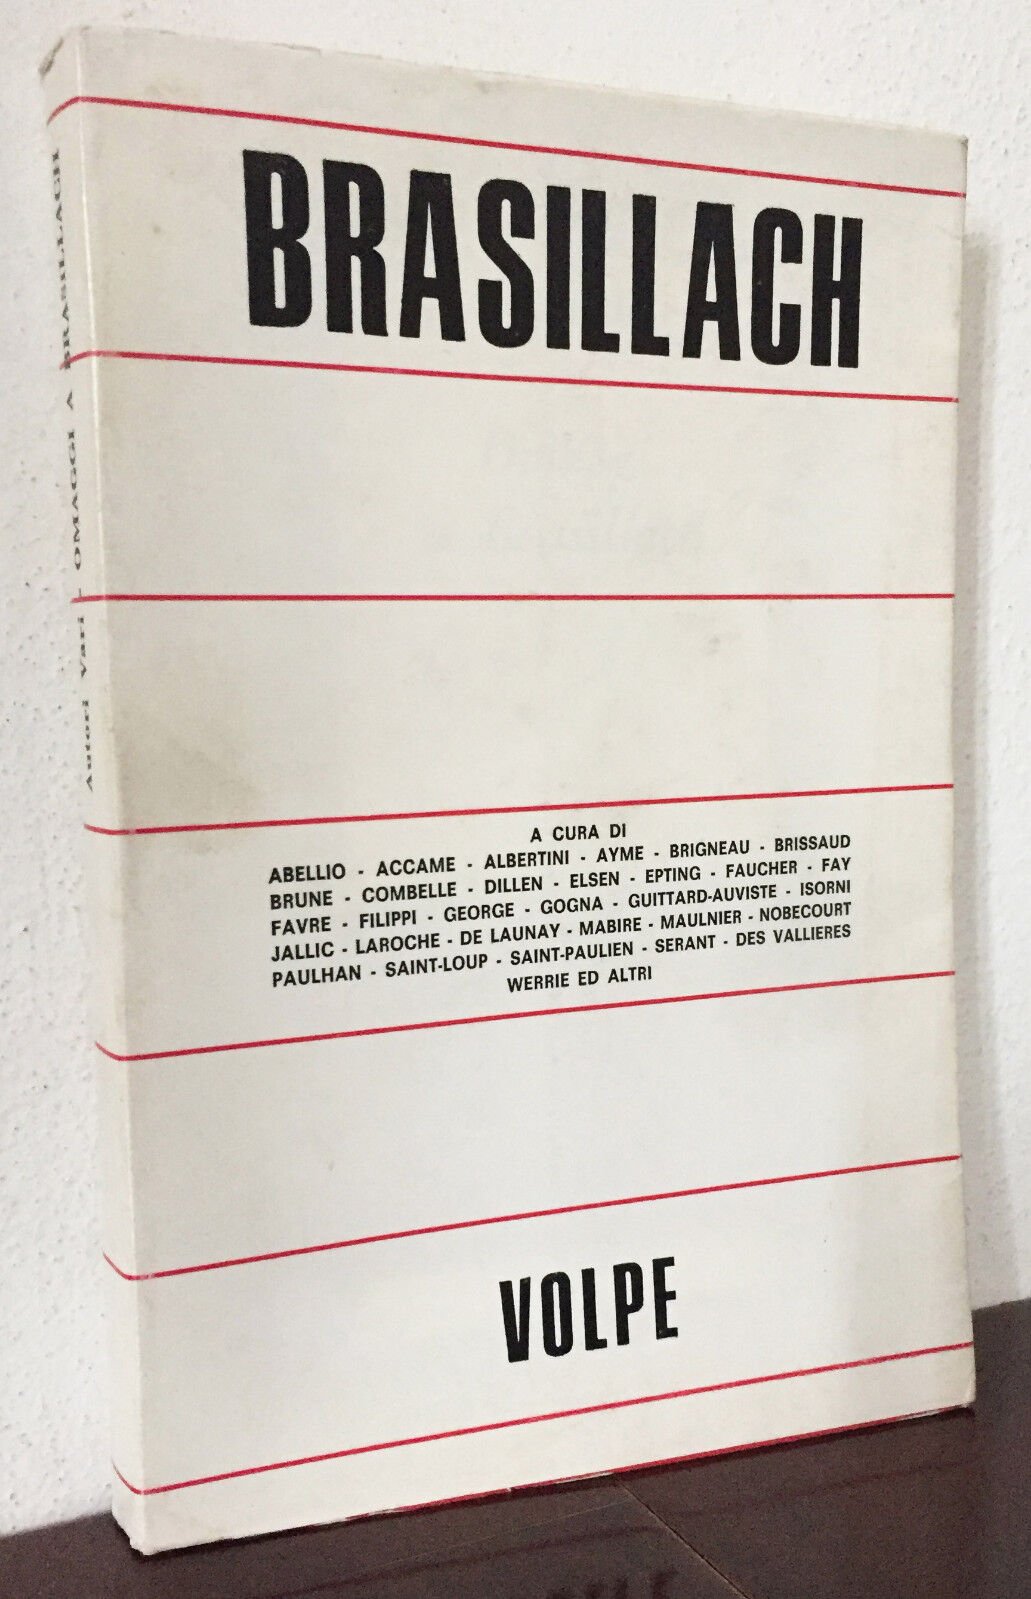 BRASILLACH
A CURA DI
ABELLIO - ACCAME - ALBERTINI - AYME - BRIGNEAU - BRISSAUD
BRUNE - COMBELLE - DILLEN - ELSEN - EPTING - FAUCHER - FAY
FAVRE - FILIPPI - GEORGE - GOGNA - GUITTARD-AUVISTE - ISORNI
JALLIC - LAROCHE - DE LAUNAY - MABIRE - MAULNIER - NOBECOURT
PAULHAN - SAINT-LOUP - SAINT-PAULIEN - SERANT - DES VALLIERES
WERRIE ED ALTRI
VOLPE
Autori Vari - OMAGGI A BRASILLACH